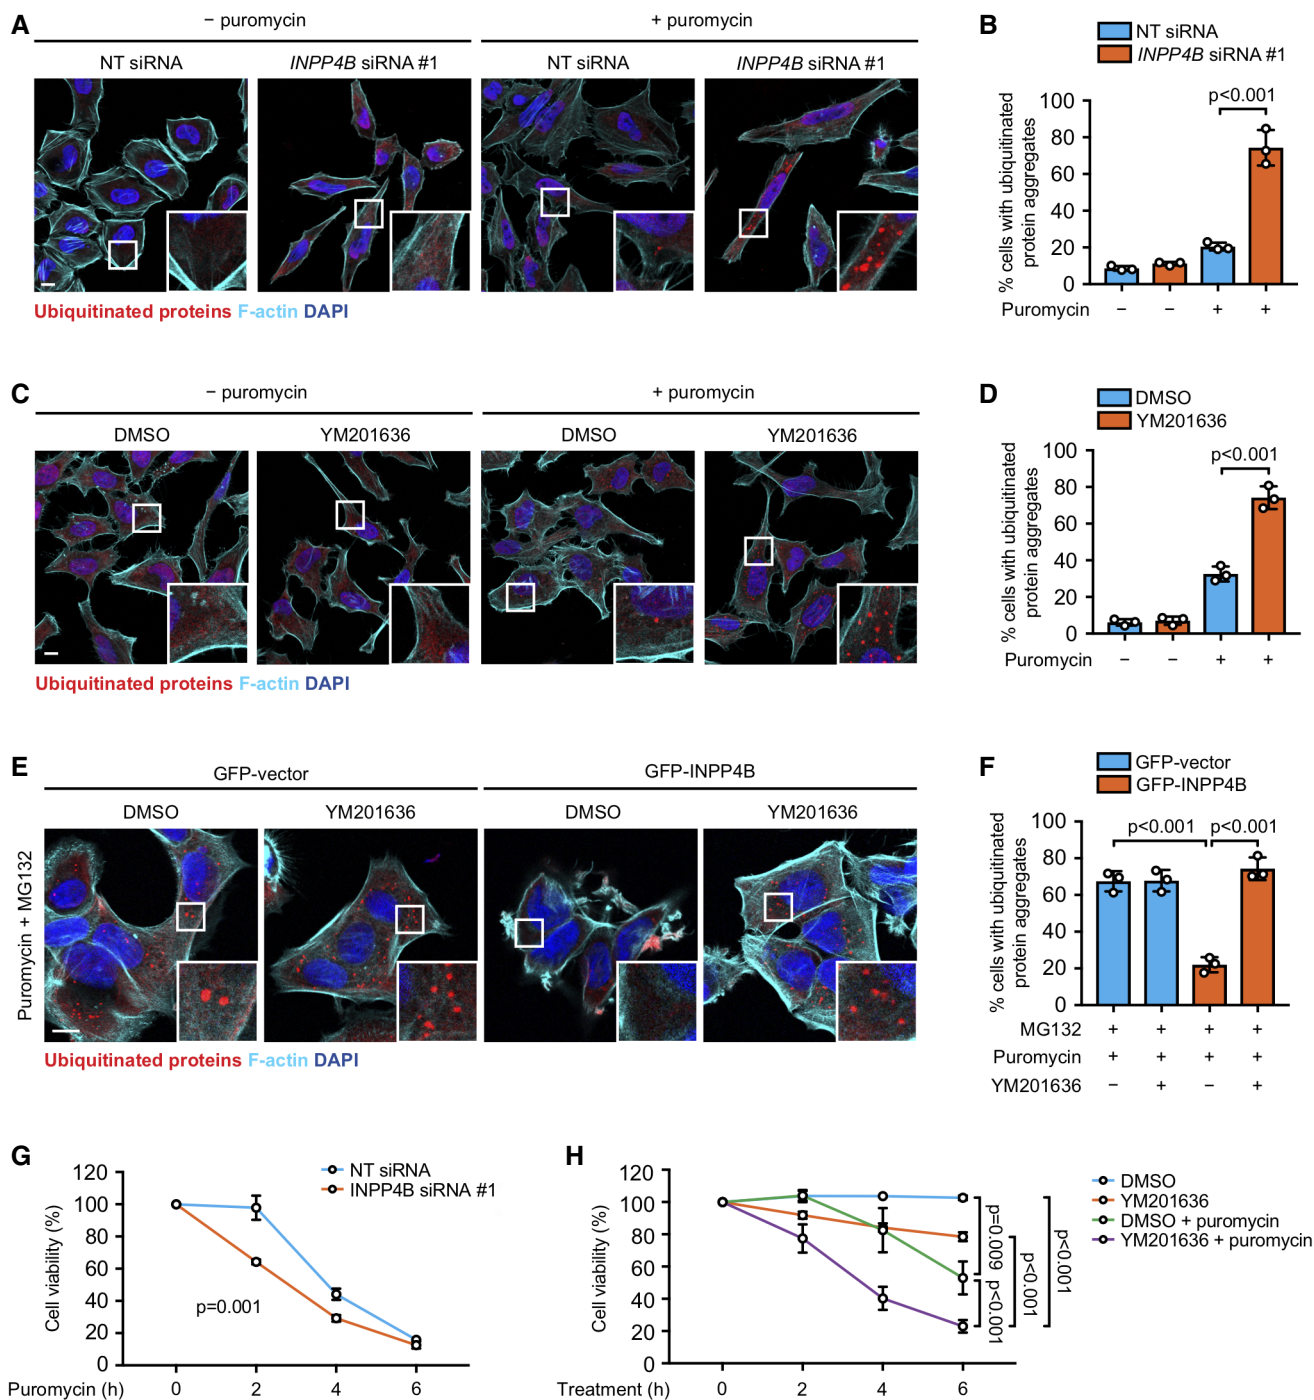 A
− puromycin
+ puromycin
NT siRNA
INPP4B siRNA #1
NT siRNA
INPP4B siRNA #1
Ubiquitinated proteins F-actin DAPI
B
NT siRNA
INPP4B siRNA #1
p<0.001
% cells with ubiquitinated
protein aggregates
100
80
60
40
20
0
Puromycin − − + +
C
− puromycin
+ puromycin
DMSO
YM201636
DMSO
YM201636
Ubiquitinated proteins F-actin DAPI
D
DMSO
YM201636
p<0.001
% cells with ubiquitinated
protein aggregates
100
80
60
40
20
0
Puromycin − − + +
E
GFP-vector
GFP-INPP4B
DMSO
YM201636
DMSO
YM201636
Puromycin + MG132
Ubiquitinated proteins F-actin DAPI
F
GFP-vector
GFP-INPP4B
p<0.001
p<0.001
% cells with ubiquitinated
protein aggregates
100
80
60
40
20
0
MG132 + + + +
Puromycin + + + +
YM201636 − + − +
G
NT siRNA
INPP4B siRNA #1
Cell viability (%)
120
100
80
60
40
20
0
p=0.001
Puromycin (h) 0 2 4 6
H
DMSO
YM201636
DMSO + puromycin
YM201636 + puromycin
Cell viability (%)
120
100
80
60
40
20
0
p=0.009
p<0.001
p<0.001
p<0.001
Treatment (h) 0 2 4 6